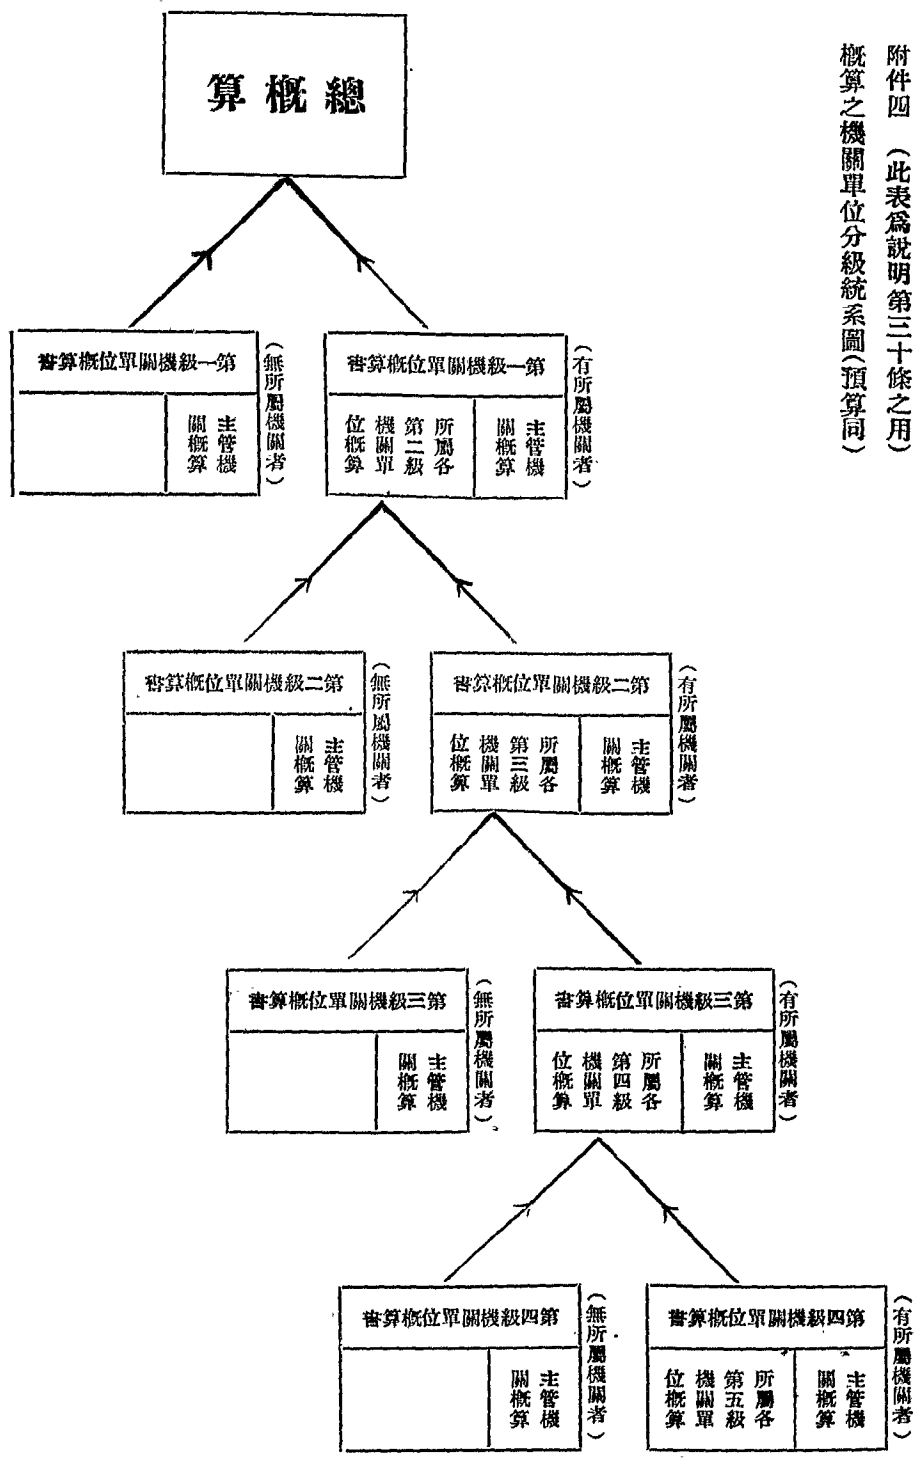 附件四　（此表爲說明第三十條之用）
概算之機關單位分級統系圖（預算同）
總概算
（有所屬機關者）
第一級機關單位概算書
主管機
關概算
所屬各
第二級
機關單
位概算
（無所屬機關者）
第一級機關單位概算書
主管機
關概算
（有所屬機關者）
第二級機關單位概算書
主管機
關概算
所屬各
第三級
機關單
位概算
（無所屬機關者）
第二級機關單位概算書
主管機
關概算
（有所屬機關者）
第三級機關單位概算書
主管機
關概算
所屬各
第四級
機關單
位概算
（無所屬機關者）
第三級機關單位概算書
主管機
關概算
（有所屬機關者）
第四級機關單位概算書
主管機
關概算
所屬各
第五級
機關單
位概算
（無所屬機關者）
第四級機關單位概算書
主管機
關概算